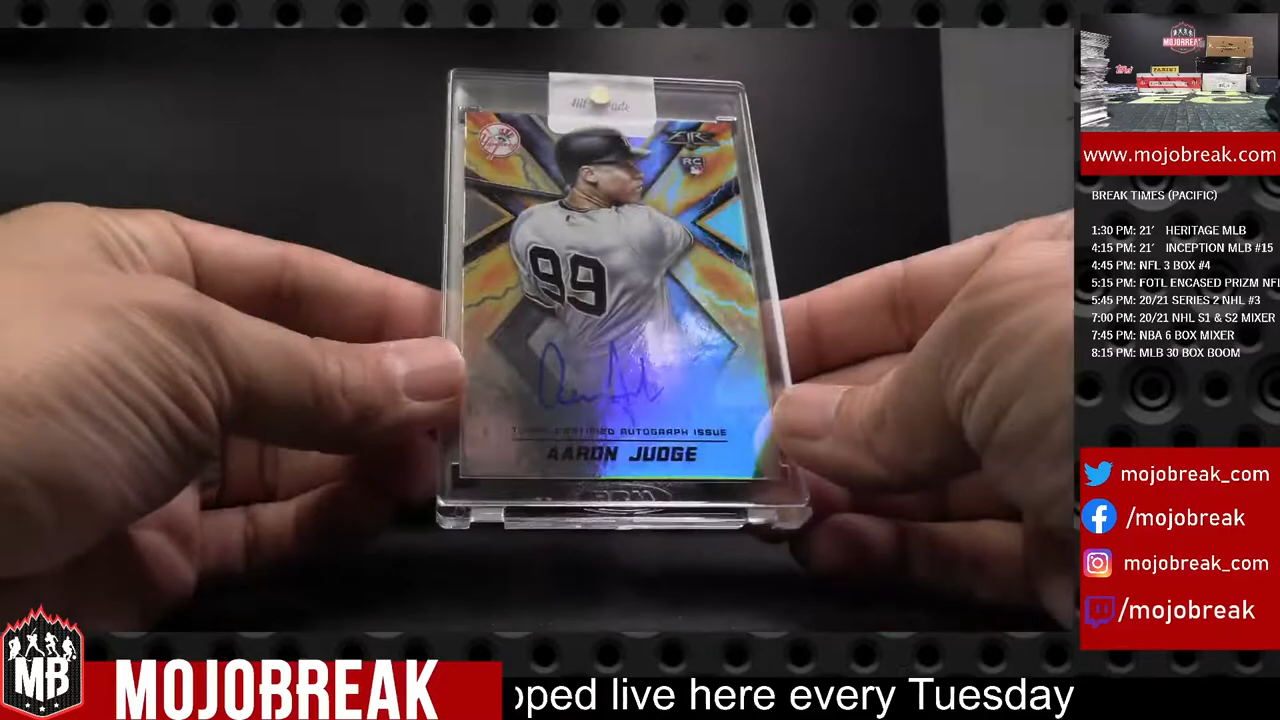 FIRE
RC
99
TOPPS CERTIFIED AUTOGRAPH ISSUE
AARON JUDGE
MOJOBREAK
www.mojobreak.com
BREAK TIMES (PACIFIC)
1:30 PM: 21' HERITAGE MLB
4:15 PM: 21' INCEPTION MLB #15
4:45 PM: NFL 3 BOX #4
5:15 PM: FOTL ENCASED PRIZM NFL
5:45 PM: 20/21 SERIES 2 NHL #3
7:00 PM: 20/21 NHL S1 & S2 MIXER
7:45 PM: NBA 6 BOX MIXER
8:15 PM: MLB 30 BOX BOOM
mojobreak_com
/mojobreak
mojobreak_com
/mojobreak
MB
MOJOBREAK
pped live here every Tuesday